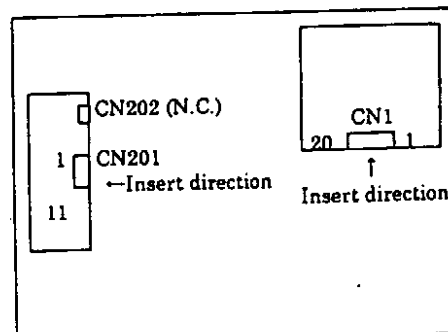 CN202 (N.C.)
1 CN201
←Insert direction
11
CN1
20 1
↑
Insert direction